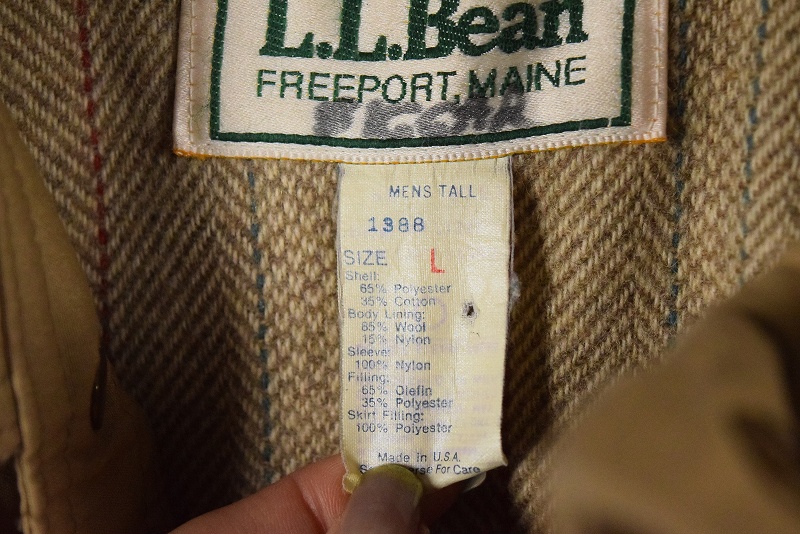 L.L.Bean
FREEPORT, MAINE
MENS TALL
1388
SIZE L
Shell:
65% Polyester
35% Cotton
Body Lining:
85% Wool
15% Nylon
Sleeve:
100% Nylon
Filling:
65% Olefin
35% Polyester
Skirt Filling:
100% Polyester
Made in U.S.A.
For Care